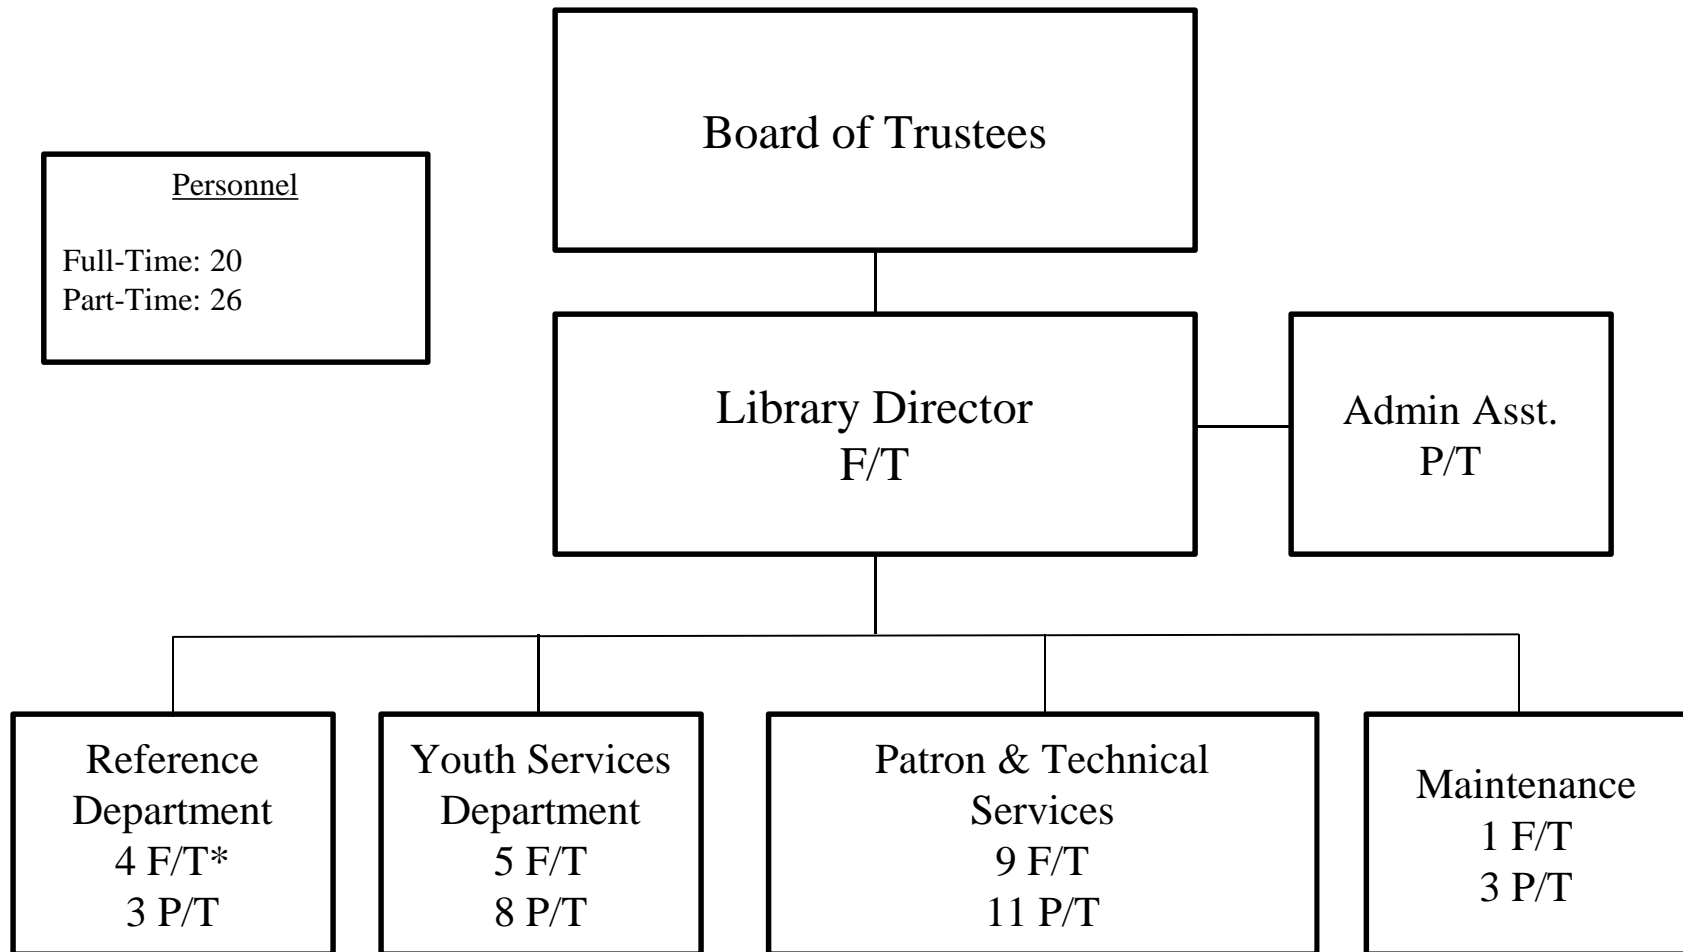 Board of Trustees
Personnel
Full-Time: 20
Part-Time: 26
Library Director
F/T
Admin Asst.
P/T
Reference
Department
4 F/T*
3 P/T
Youth Services
Department
5 F/T
8 P/T
Patron & Technical
Services
9 F/T
11 P/T
Maintenance
1 F/T
3 P/T